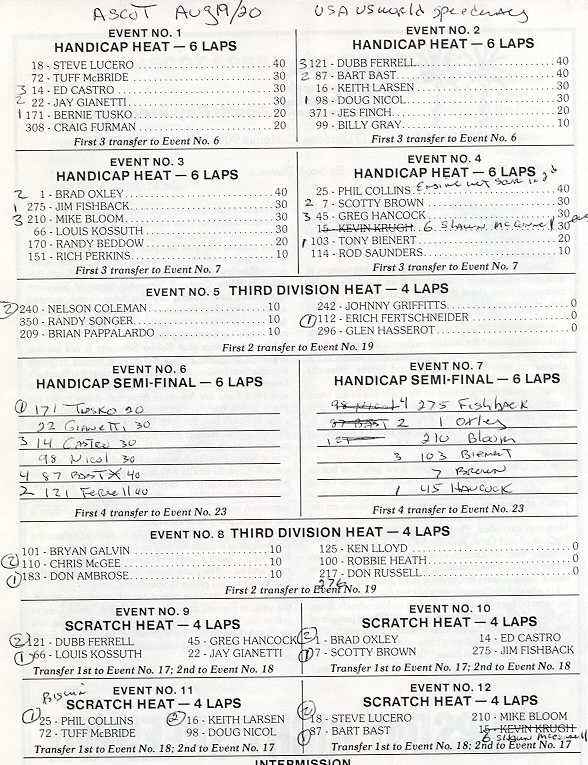 ASCOT Aug 9/20 USA US world speedway
EVENT NO. 1
HANDICAP HEAT — 6 LAPS
18 - STEVE LUCERO 40
72 - TUFF McBRIDE 30
3 14 - ED CASTRO 30
2 22 - JAY GIANETTI 30
1 171 - BERNIE TUSKO 20
308 - CRAIG FURMAN 20
First 3 transfer to Event No. 6
EVENT NO. 2
HANDICAP HEAT — 6 LAPS
3 121 - DUBB FERRELL 40
2 87 - BART BAST 40
16 - KEITH LARSEN 30
1 98 - DOUG NICOL 30
371 - JES FINCH 20
99 - BILLY GRAY 10
First 3 transfer to Event No. 6
EVENT NO. 3
HANDICAP HEAT — 6 LAPS
2 1 - BRAD OXLEY 40
1 275 - JIM FISHBACK 30
3 210 - MIKE BLOOM 30
66 - LOUIS KOSSUTH 30
170 - RANDY BEDDOW 20
151 - RICH PERKINS 10
First 3 transfer to Event No. 7
EVENT NO. 4
HANDICAP HEAT — 6 LAPS
25 - PHIL COLLINS Engine 40
2 7 - SCOTTY BROWN 30
3 45 - GREG HANCOCK 30
15 - KEVIN KRUGH 6 Shawn McConnell 30
1 103 - TONY BIENERT 20
114 - ROD SAUNDERS 10
First 3 transfer to Event No. 7
EVENT NO. 5 THIRD DIVISION HEAT — 4 LAPS
2 240 - NELSON COLEMAN 10
350 - RANDY SONGER 10
209 - BRIAN PAPPALARDO 10
242 - JOHNNY GRIFFITTS 0
1 112 - ERICH FERTSCHNEIDER 0
296 - GLEN HASSEROT 0
First 2 transfer to Event No. 19
EVENT NO. 6
HANDICAP SEMI-FINAL — 6 LAPS
1 171 Tusko 20
22 Gianetti 30
3 14 Castro 30
98 Nicol 30
4 87 BAST 40
2 121 Ferrell 40
First 4 transfer to Event No. 23
EVENT NO. 7
HANDICAP SEMI-FINAL — 6 LAPS
98 Nicol 4 275 Fishback
87 BAST 2 1 Oxley
210 Bloom
3 103 Bienert
7 Brown
1 45 HANCOCK
First 4 transfer to Event No. 23
EVENT NO. 8 THIRD DIVISION HEAT — 4 LAPS
101 - BRYAN GALVIN 10
2 110 - CHRIS McGEE 10
1 183 - DON AMBROSE 10
125 - KEN LLOYD 0
100 - ROBBIE HEATH 0
217 - DON RUSSELL 0
276
First 2 transfer to Event No. 19
EVENT NO. 9
SCRATCH HEAT — 4 LAPS
2 121 - DUBB FERRELL 45 - GREG HANCOCK
1 66 - LOUIS KOSSUTH 22 - JAY GIANETTI
Transfer 1st to Event No. 17; 2nd to Event No. 18
EVENT NO. 10
SCRATCH HEAT — 4 LAPS
2 1 - BRAD OXLEY 14 - ED CASTRO
1 7 - SCOTTY BROWN 275 - JIM FISHBACK
Transfer 1st to Event No. 17; 2nd to Event No. 18
EVENT NO. 11
SCRATCH HEAT — 4 LAPS
1 25 - PHIL COLLINS 2 16 - KEITH LARSEN
72 - TUFF McBRIDE 98 - DOUG NICOL
Transfer 1st to Event No. 18; 2nd to Event No. 17
EVENT NO. 12
SCRATCH HEAT — 4 LAPS
2 18 - STEVE LUCERO 210 - MIKE BLOOM
1 87 - BART BAST 15 - KEVIN KRUGH
6 Shawn McConnell
Transfer 1st to Event No. 18; 2nd to Event No. 17
INTERMISSION